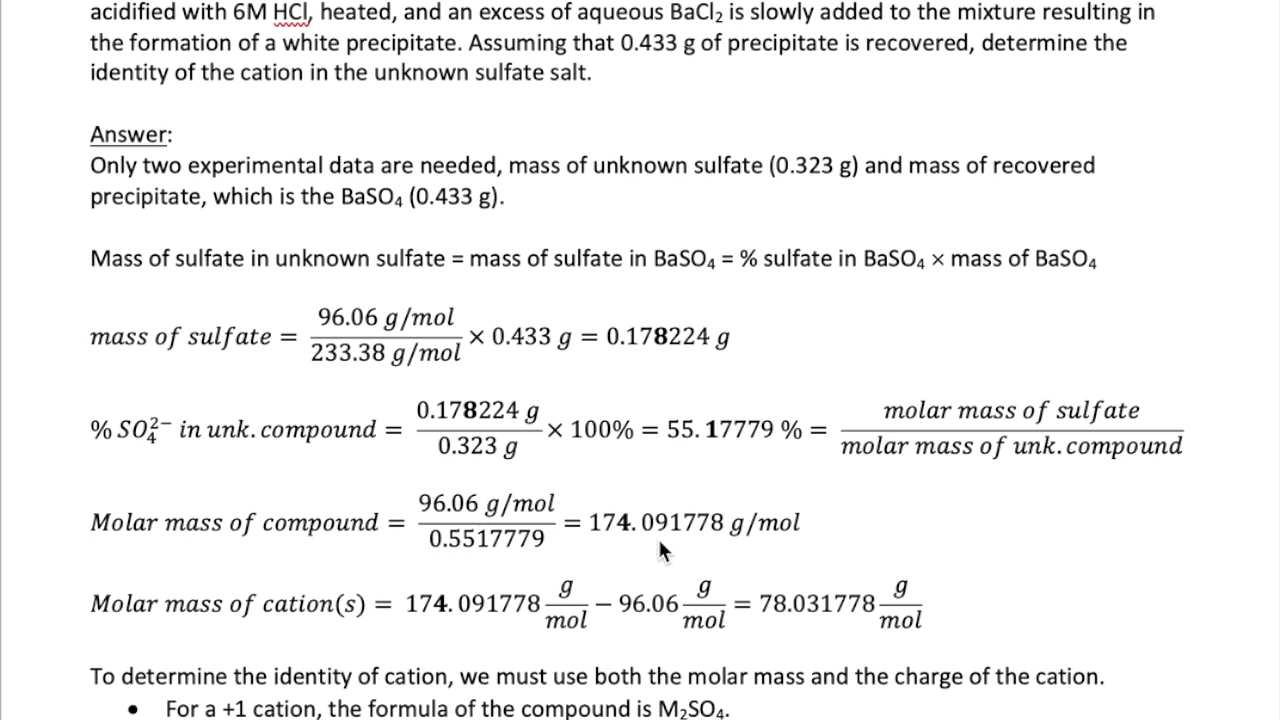 acidified with 6M HCl, heated, and an excess of aqueous BaCl₂ is slowly added to the mixture resulting in
the formation of a white precipitate. Assuming that 0.433 g of precipitate is recovered, determine the
identity of the cation in the unknown sulfate salt.
Answer:
Only two experimental data are needed, mass of unknown sulfate (0.323 g) and mass of recovered
precipitate, which is the BaSO₄ (0.433 g).
Mass of sulfate in unknown sulfate = mass of sulfate in BaSO₄ = % sulfate in BaSO₄ × mass of BaSO₄
mass of sulfate = 96.06 g/mol / 233.38 g/mol × 0.433 g = 0.178224 g
% SO₄²⁻ in unk. compound = 0.178224 g / 0.323 g × 100% = 55.17779 % = molar mass of sulfate / molar mass of unk. compound
Molar mass of compound = 96.06 g/mol / 0.5517779 = 174.091778 g/mol
Molar mass of cation(s) = 174.091778 g/mol − 96.06 g/mol = 78.031778 g/mol
To determine the identity of cation, we must use both the molar mass and the charge of the cation.
• For a +1 cation, the formula of the compound is M₂SO₄.